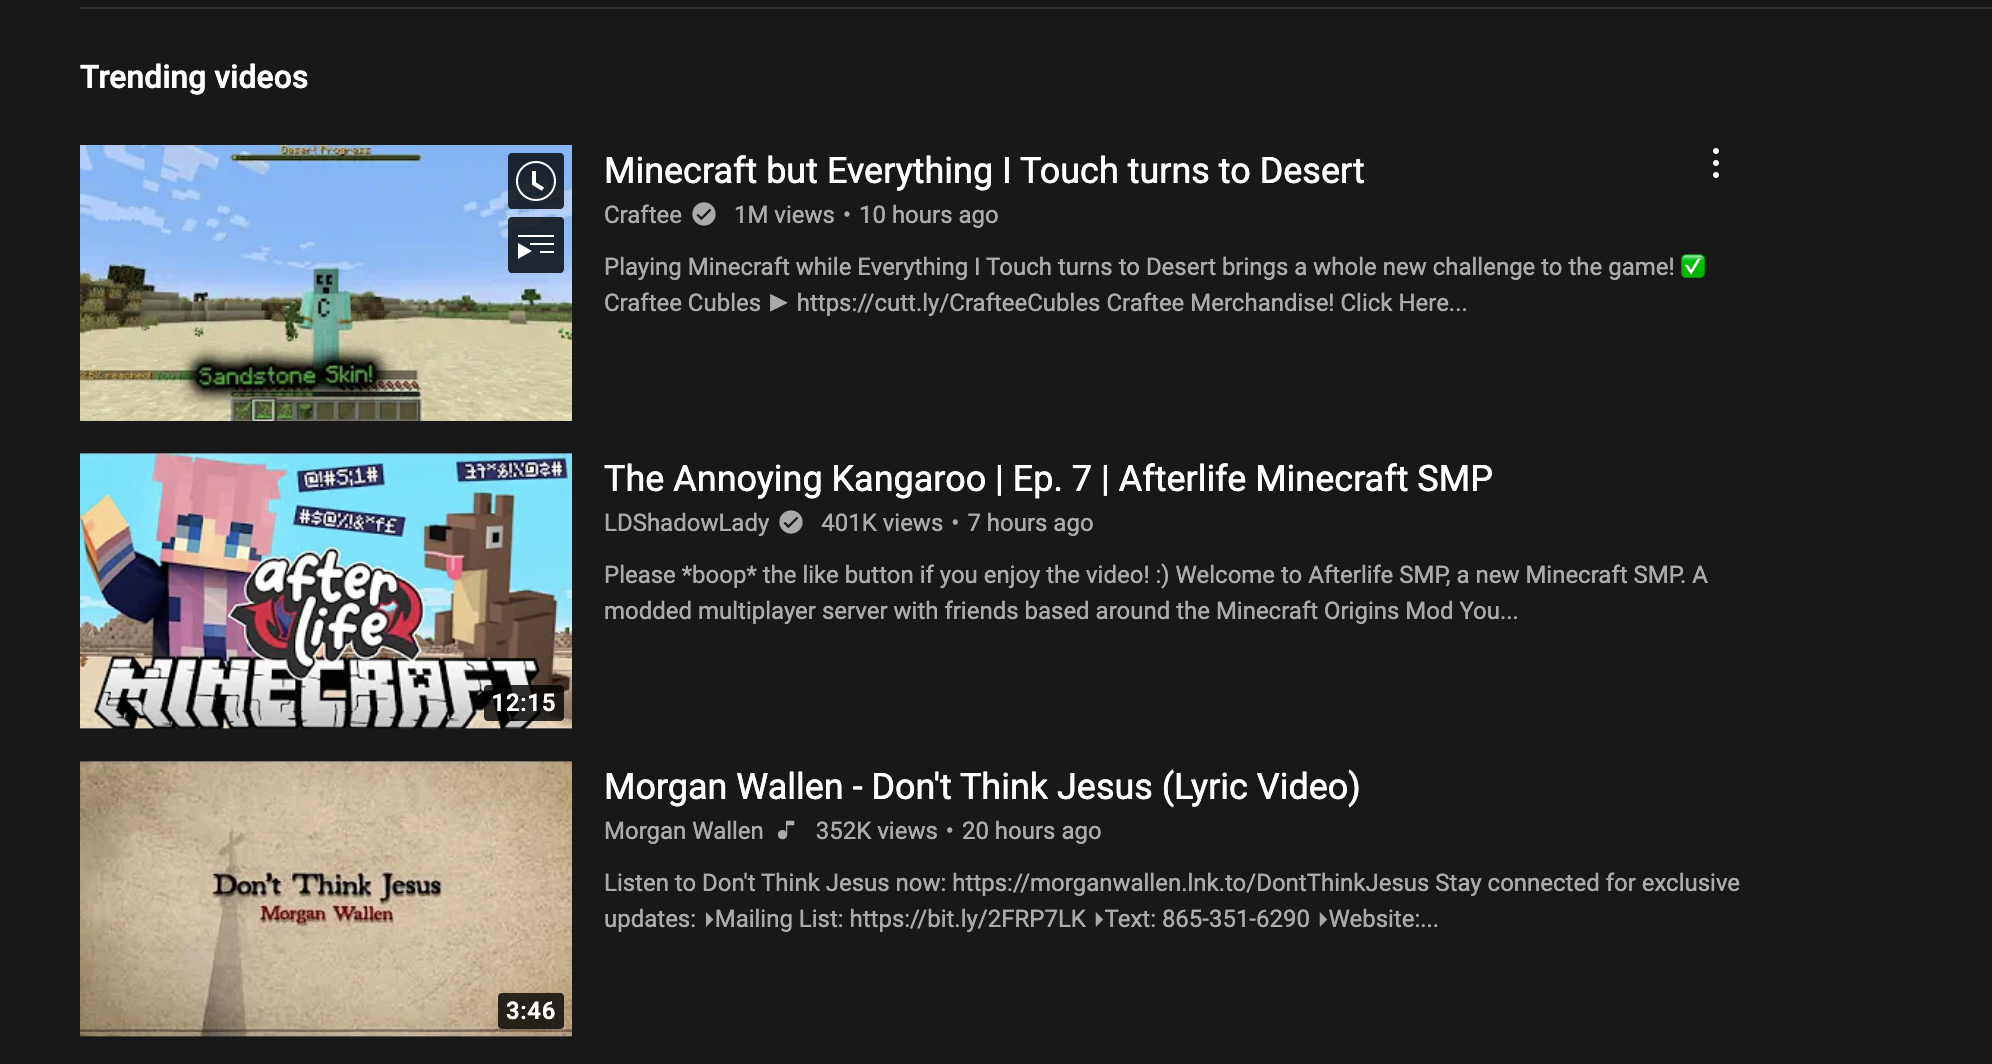 Trending videos
Desert Progress
Sandstone Skin!
C
Minecraft but Everything I Touch turns to Desert
Craftee 1M views • 10 hours ago
Playing Minecraft while Everything I Touch turns to Desert brings a whole new challenge to the game! ✅
Craftee Cubles ► https://cutt.ly/CrafteeCubles Craftee Merchandise! Click Here...
@!#5;1#
#$@%!&*f£
after
life
MINECRAFT
12:15
The Annoying Kangaroo | Ep. 7 | Afterlife Minecraft SMP
LDShadowLady 401K views • 7 hours ago
Please *boop* the like button if you enjoy the video! :) Welcome to Afterlife SMP, a new Minecraft SMP. A
modded multiplayer server with friends based around the Minecraft Origins Mod You...
Don't Think Jesus
Morgan Wallen
3:46
Morgan Wallen - Don't Think Jesus (Lyric Video)
Morgan Wallen 352K views • 20 hours ago
Listen to Don't Think Jesus now: https://morganwallen.lnk.to/DontThinkJesus Stay connected for exclusive
updates: ‣Mailing List: https://bit.ly/2FRP7LK ‣Text: 865-351-6290 ‣Website:...